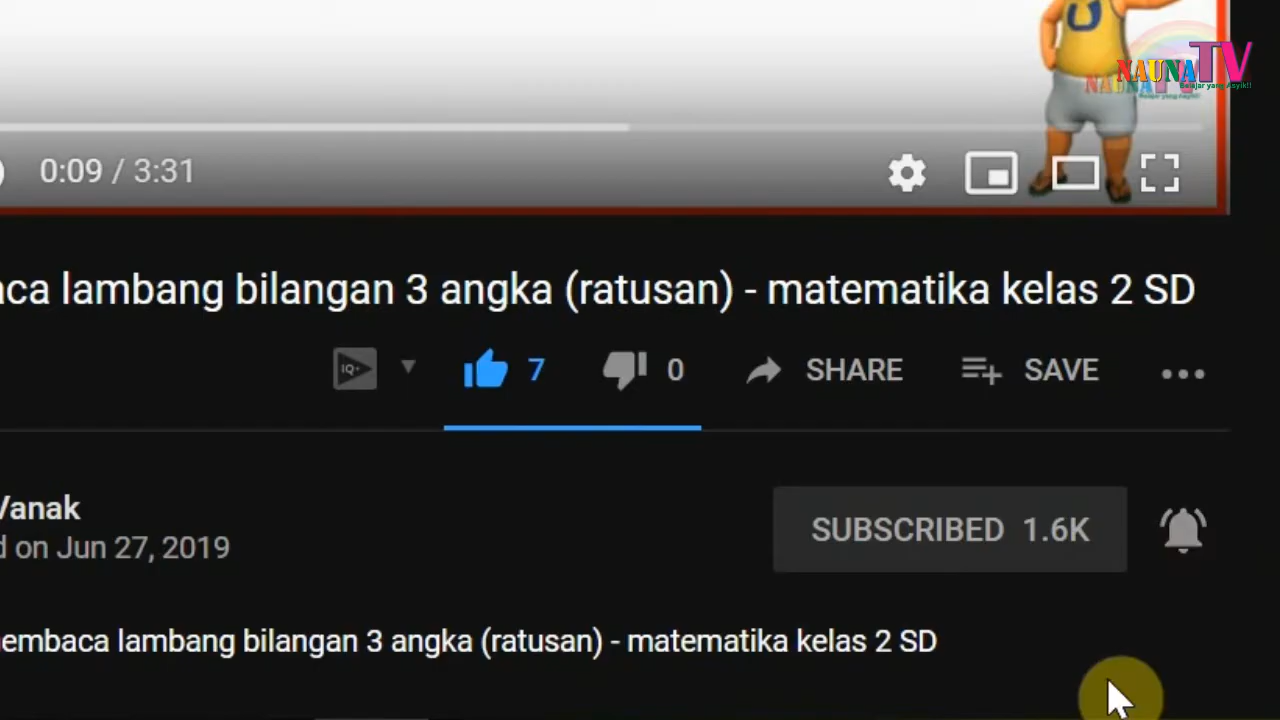 NAUNA TV
Belajar yang Asyik!!
0:09 / 3:31
lambang bilangan 3 angka (ratusan) - matematika kelas 2 SD
IQ+
7
0
SHARE
SAVE
Vanak
on Jun 27, 2019
SUBSCRIBED 1.6K
embaca lambang bilangan 3 angka (ratusan) - matematika kelas 2 SD